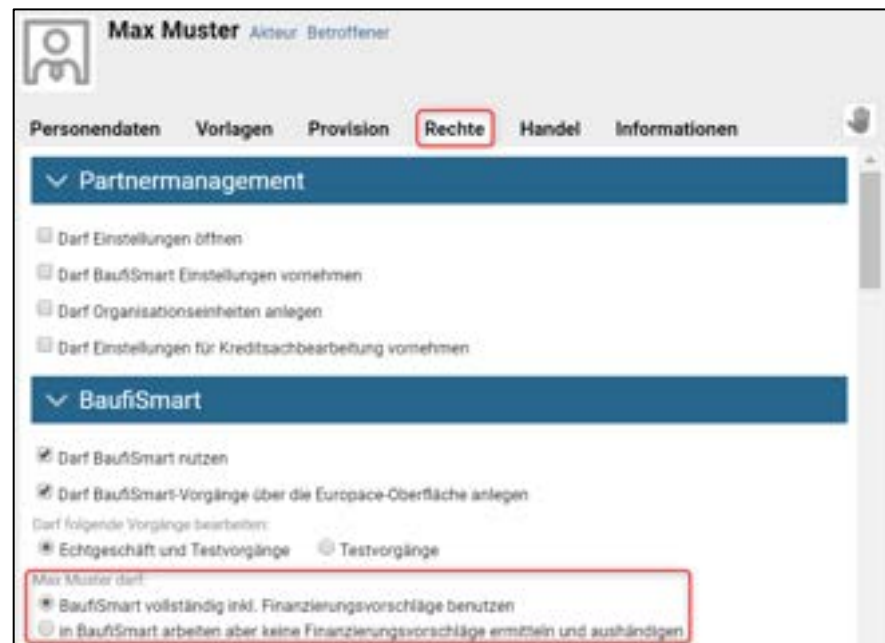 Max Muster Akteur Betroffener
Personendaten Vorlagen Provision Rechte Handel Informationen
Partnermanagement
Darf Einstellungen öffnen
Darf BaufiSmart Einstellungen vornehmen
Darf Organisationseinheiten anlegen
Darf Einstellungen für Kreditsachbearbeitung vornehmen
BaufiSmart
Darf BaufiSmart nutzen
Darf BaufiSmart-Vorgänge über die Europace-Oberfläche anlegen
Darf folgende Vorgänge bearbeiten:
Echtgeschäft und Testvorgänge Testvorgänge
Max Muster darf:
BaufiSmart vollständig inkl. Finanzierungsvorschläge benutzen
in BaufiSmart arbeiten aber keine Finanzierungsvorschläge ermitteln und aushändigen